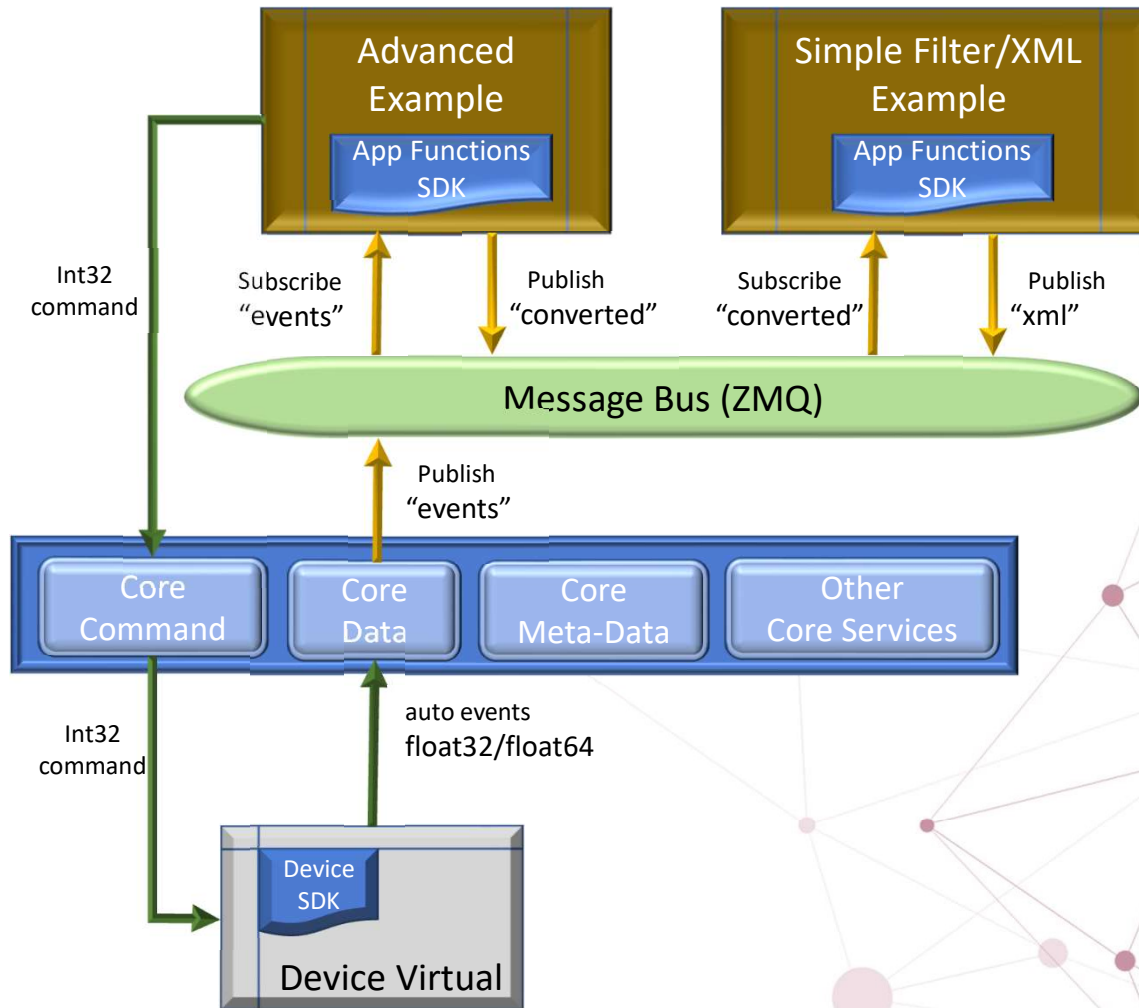 Advanced
Example
App Functions
SDK
Simple Filter/XML
Example
App Functions
SDK
Int32
command
Subscribe
“events”
Publish
“converted”
Subscribe
“converted”
Publish
“xml”
Message Bus (ZMQ)
Publish
“events”
Core
Command
Core
Data
Core
Meta-Data
Other
Core Services
Int32
command
auto events
float32/float64
Device
SDK
Device Virtual